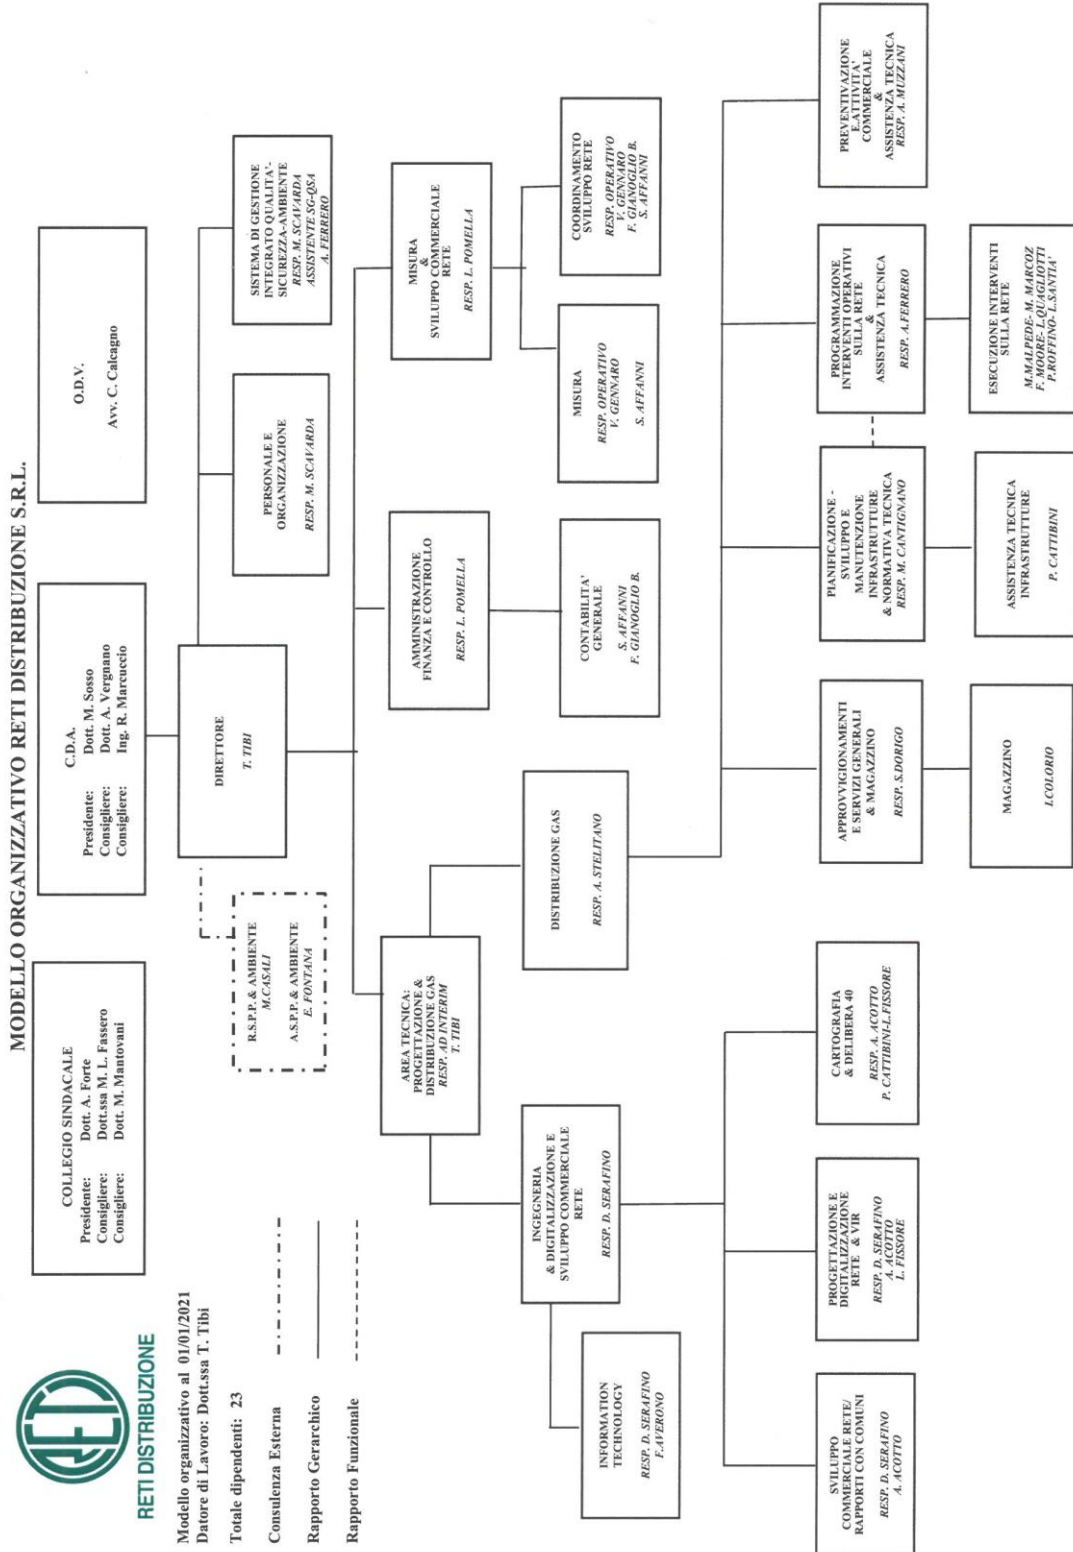 MODELLO ORGANIZZATIVO RETI DISTRIBUZIONE S.R.L.
AEG
RETI DISTRIBUZIONE
COLLEGIO SINDACALE
Presidente: Dott. A. Forte
Consigliere: Dott.ssa M. L. Fassero
Consigliere: Dott. M. Mantovani
C.D.A.
Presidente: Dott. M. Sosso
Consigliere: Dott. A. Vergnano
Consigliere: Ing. R. Marcuccio
O.D.V.
Avv. C. Calcagno
Modello organizzativo al 01/01/2021
Datore di Lavoro: Dott.ssa T. Tibi
Totale dipendenti: 23
Consulenza Esterna
Rapporto Gerarchico
Rapporto Funzionale
DIRETTORE
T. TIBI
R.S.P.P. & AMBIENTE
M.CASALI
A.S.P.P. & AMBIENTE
E. FONTANA
PERSONALE E
ORGANIZZAZIONE
RESP. M. SCAVARDA
SISTEMA DI GESTIONE
INTEGRATO QUALITA'-
SICUREZZA-AMBIENTE
RESP. M. SCAVARDA
ASSISTENTE SG-QSA
A. FERRERO
AREA TECNICA:
PROGETTAZIONE &
DISTRIBUZIONE GAS
RESP. AD INTERIM
T. TIBI
AMMINISTRAZIONE
FINANZA E CONTROLLO
RESP. L. POMELLA
MISURA
&
SVILUPPO COMMERCIALE
RETE
RESP. L. POMELLA
INGEGNERIA
& DIGITALIZZAZIONE E
SVILUPPO COMMERCIALE
RETE
RESP. D. SERAFINO
DISTRIBUZIONE GAS
RESP. A. STELITANO
CONTABILITA'
GENERALE
S. AFFANNI
F. GIANOGLIO B.
MISURA
RESP. OPERATIVO
V. GENNARO
S. AFFANNI
COORDINAMENTO
SVILUPPO RETE
RESP. OPERATIVO
V. GENNARO
F. GIANOGLIO B.
S. AFFANNI
INFORMATION
TECHNOLOGY
RESP. D. SERAFINO
F.AVERONO
SVILUPPO
COMMERCIALE RETE/
RAPPORTI CON COMUNI
RESP. D. SERAFINO
A. ACOTTO
PROGETTAZIONE E
DIGITALIZZAZIONE
RETE & VIR
RESP. D. SERAFINO
A. ACOTTO
L. FISSORE
CARTOGRAFIA
& DELIBERA 40
RESP. A. ACOTTO
P. CATTIBINI-L.FISSORE
APPROVVIGIONAMENTI
E SERVIZI GENERALI
& MAGAZZINO
RESP. S.DORIGO
PIANIFICAZIONE -
SVILUPPO E
MANUTENZIONE
INFRASTRUTTURE
& NORMATIVA TECNICA
RESP. M. CANTIGNANO
PROGRAMMAZIONE
INTERVENTI OPERATIVI
SULLA RETE
&
ASSISTENZA TECNICA
RESP. A.FERRERO
PREVENTIVAZIONE
E.ATTIVITA'
COMMERCIALE
&
ASSISTENZA TECNICA
RESP. A. MUZZANI
MAGAZZINO
I.COLORIO
ASSISTENZA TECNICA
INFRASTRUTTURE
P. CATTIBINI
ESECUZIONE INTERVENTI
SULLA RETE
M.MALPEDE- M. MARCOZ
F. MOORE- L.QUAGLIOTTI
P.ROFFINO- L.SANTIA'